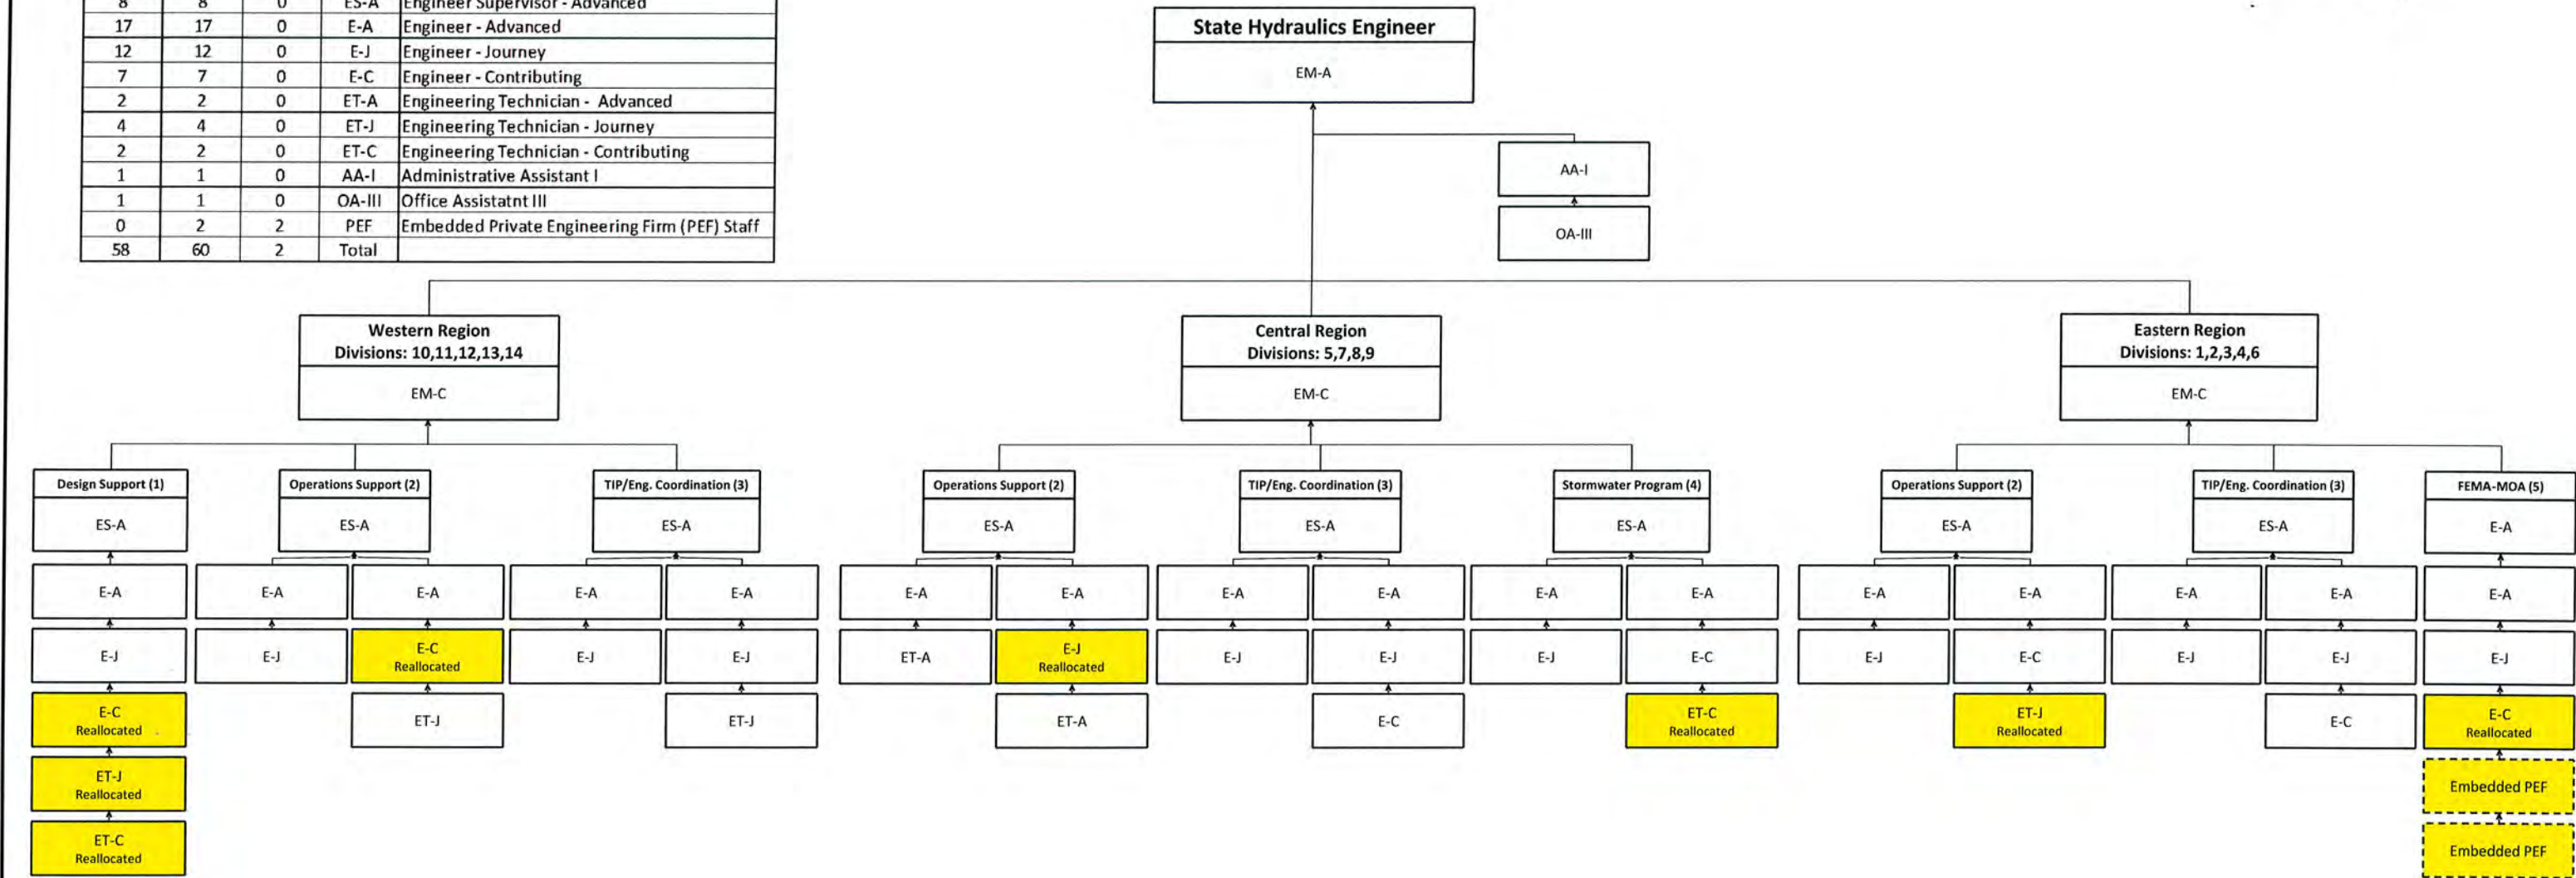 8 8 0 ES-A Engineer Supervisor - Advanced
17 17 0 E-A Engineer - Advanced
12 12 0 E-J Engineer - Journey
7 7 0 E-C Engineer - Contributing
2 2 0 ET-A Engineering Technician - Advanced
4 4 0 ET-J Engineering Technician - Journey
2 2 0 ET-C Engineering Technician - Contributing
1 1 0 AA-I Administrative Assistant I
1 1 0 OA-III Office Assistatnt III
0 2 2 PEF Embedded Private Engineering Firm (PEF) Staff
58 60 2 Total
State Hydraulics Engineer
EM-A
AA-I
OA-III
Western Region
Divisions: 10,11,12,13,14
EM-C
Central Region
Divisions: 5,7,8,9
EM-C
Eastern Region
Divisions: 1,2,3,4,6
EM-C
Design Support (1)
ES-A
E-A
E-J
E-C
Reallocated
ET-J
Reallocated
ET-C
Reallocated
Operations Support (2)
ES-A
E-A
E-J
E-A
E-C
Reallocated
ET-J
TIP/Eng. Coordination (3)
ES-A
E-A
E-J
E-A
E-J
ET-J
Operations Support (2)
ES-A
E-A
ET-A
E-A
E-J
Reallocated
ET-A
TIP/Eng. Coordination (3)
ES-A
E-A
E-J
E-A
E-J
E-C
Stormwater Program (4)
ES-A
E-A
E-J
E-A
E-C
ET-C
Reallocated
Operations Support (2)
ES-A
E-A
E-J
E-A
E-C
ET-J
Reallocated
TIP/Eng. Coordination (3)
ES-A
E-A
E-J
E-A
E-J
E-C
FEMA-MOA (5)
E-A
E-A
E-J
E-C
Reallocated
Embedded PEF
Embedded PEF